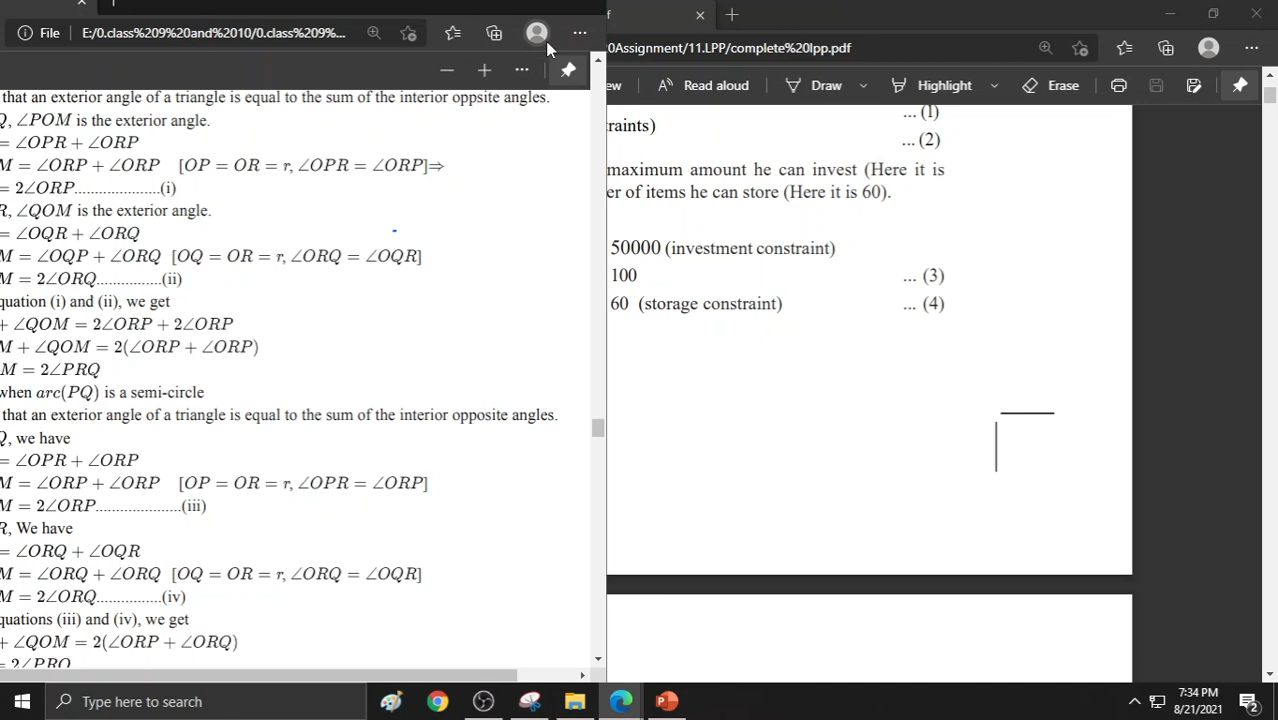 File E:/0.class%209%20and%2010/0.class%209%...
that an exterior angle of a triangle is equal to the sum of the interior oppsite angles.
Q, ∠POM is the exterior angle.
= ∠OPR + ∠ORP
M = ∠ORP + ∠ORP [OP = OR = r, ∠OPR = ∠ORP]⇒
= 2∠ORP.....................(i)
R, ∠QOM is the exterior angle.
= ∠OQR + ∠ORQ
M = ∠OQP + ∠ORQ [OQ = OR = r, ∠ORQ = ∠OQR]
M = 2∠ORQ................(ii)
quation (i) and (ii), we get
+ ∠QOM = 2∠ORP + 2∠ORP
M + ∠QOM = 2(∠ORP + ∠ORP)
M = 2∠PRQ
when arc(PQ) is a semi-circle
that an exterior angle of a triangle is equal to the sum of the interior opposite angles.
Q, we have
= ∠OPR + ∠ORP
M = ∠ORP + ∠ORP [OP = OR = r, ∠OPR = ∠ORP]
M = 2∠ORP.....................(iii)
R, We have
= ∠ORQ + ∠OQR
M = ∠ORQ + ∠ORQ [OQ = OR = r, ∠ORQ = ∠OQR]
M = 2∠ORQ................(iv)
quations (iii) and (iv), we get
+ ∠QOM = 2(∠ORP + ∠ORQ)
= 2∠PRQ
f
0Assignment/11.LPP/complete%20lpp.pdf
ew Read aloud Draw Highlight Erase
... (1)
raints)
... (2)
maximum amount he can invest (Here it is
er of items he can store (Here it is 60).
50000 (investment constraint)
100 ... (3)
60 (storage constraint) ... (4)
Type here to search
7:34 PM
8/21/2021
2